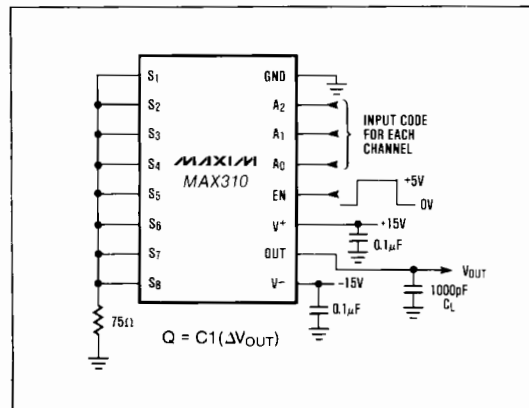 S1 GND
S2 A2
S3 A1
S4 A0
S5 EN
S6 V+
S7 OUT
S8 V−
MAXIM
MAX310
INPUT CODE
FOR EACH
CHANNEL
+5V
0V
+15V
0.1µF
VOUT
1000pF
CL
−15V
0.1µF
75Ω
Q = C1(ΔVOUT)